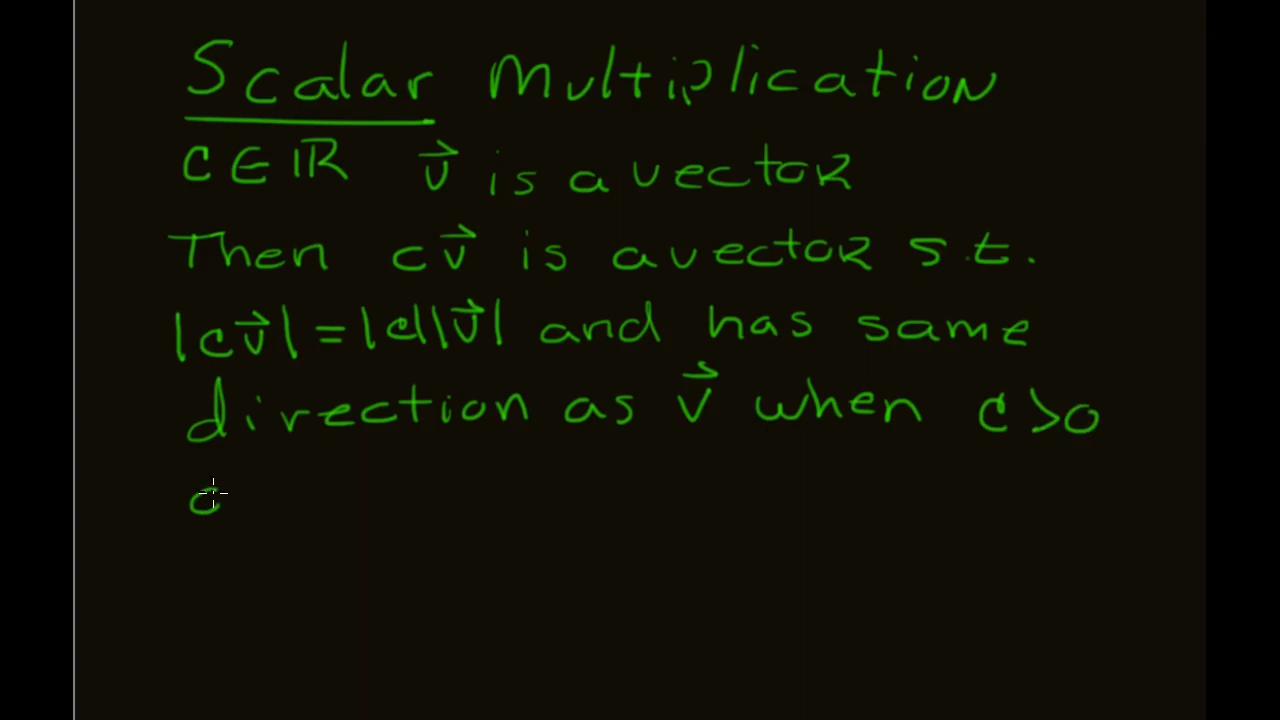 Scalar Multiplication
c∈ℝ v⃗ is a vector
Then cv⃗ is a vector s.t.
|cv⃗|=|c||v⃗| and has same
direction as v⃗ when c>0